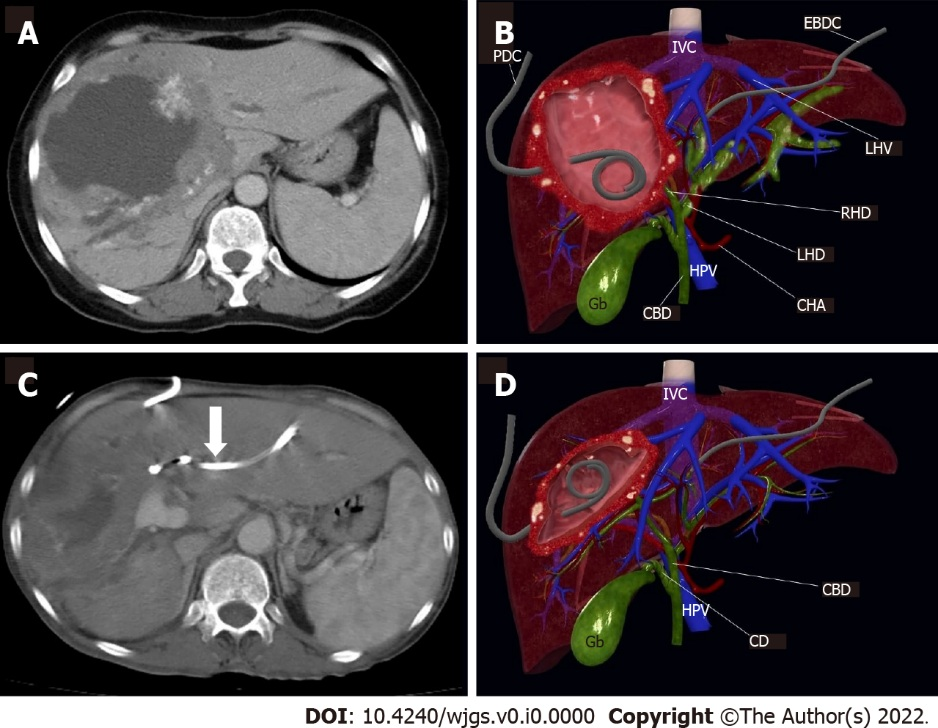 A
B
EBDC
IVC
PDC
LHV
RHD
LHD
HPV
CHA
Gb
CBD
C
D
IVC
CBD
HPV
CD
Gb
DOI: 10.4240/wjgs.v0.i0.0000 Copyright ©The Author(s) 2022.